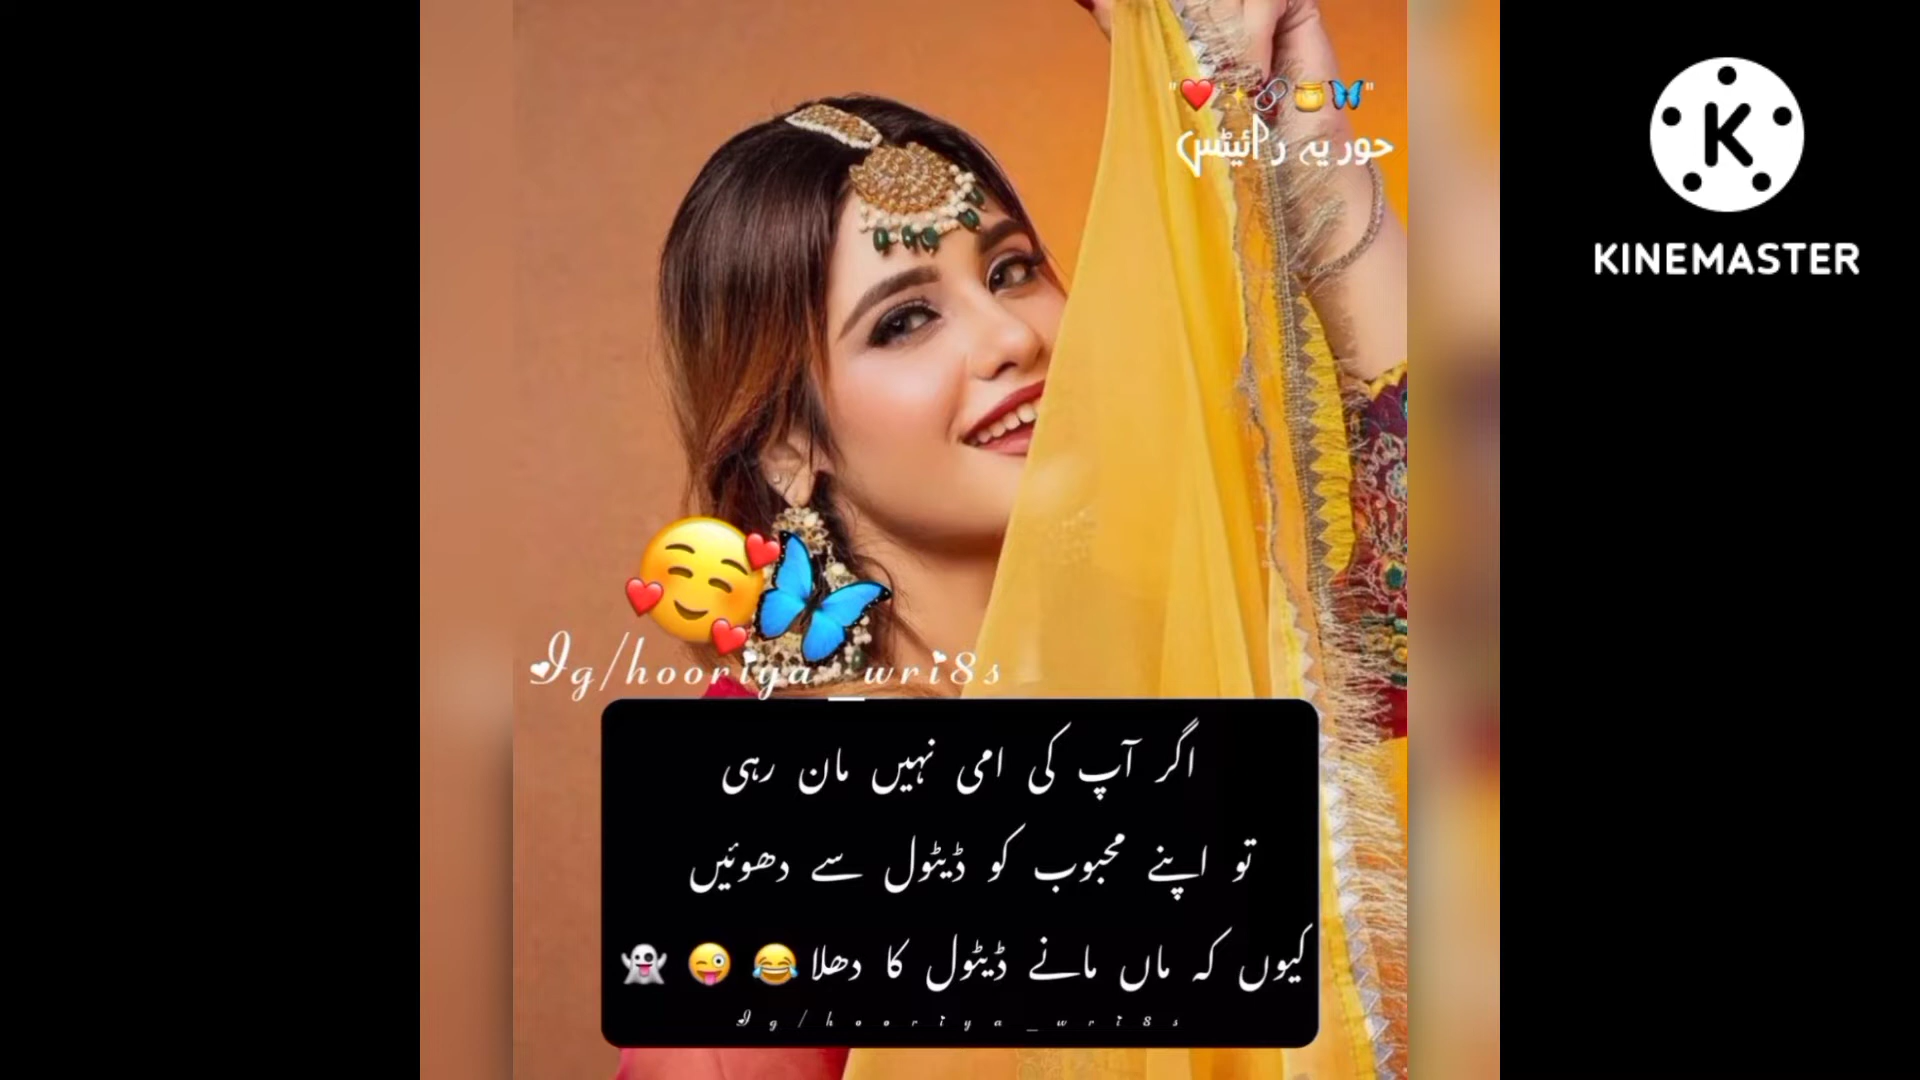 "❤️✨🔗🍯🦋"
حوریہ رائیٹس
KINEMASTER
Ig/hooriya_wri8s
اگر آپ کی امی نہیں مان رہی
تو اپنے محبوب کو ڈیٹول سے دھوئیں
کیوں کہ ماں مانے ڈیٹول کا دھلا 😂 😜 👻
Ig/hooriya_wri8s